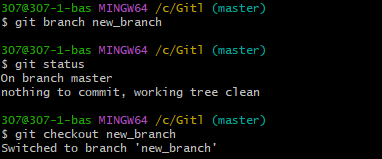 307@307-1-bas MINGW64 /c/Gitl (master)
$ git branch new_branch
307@307-1-bas MINGW64 /c/Gitl (master)
$ git status
On branch master
nothing to commit, working tree clean
307@307-1-bas MINGW64 /c/Gitl (master)
$ git checkout new_branch
Switched to branch 'new_branch'